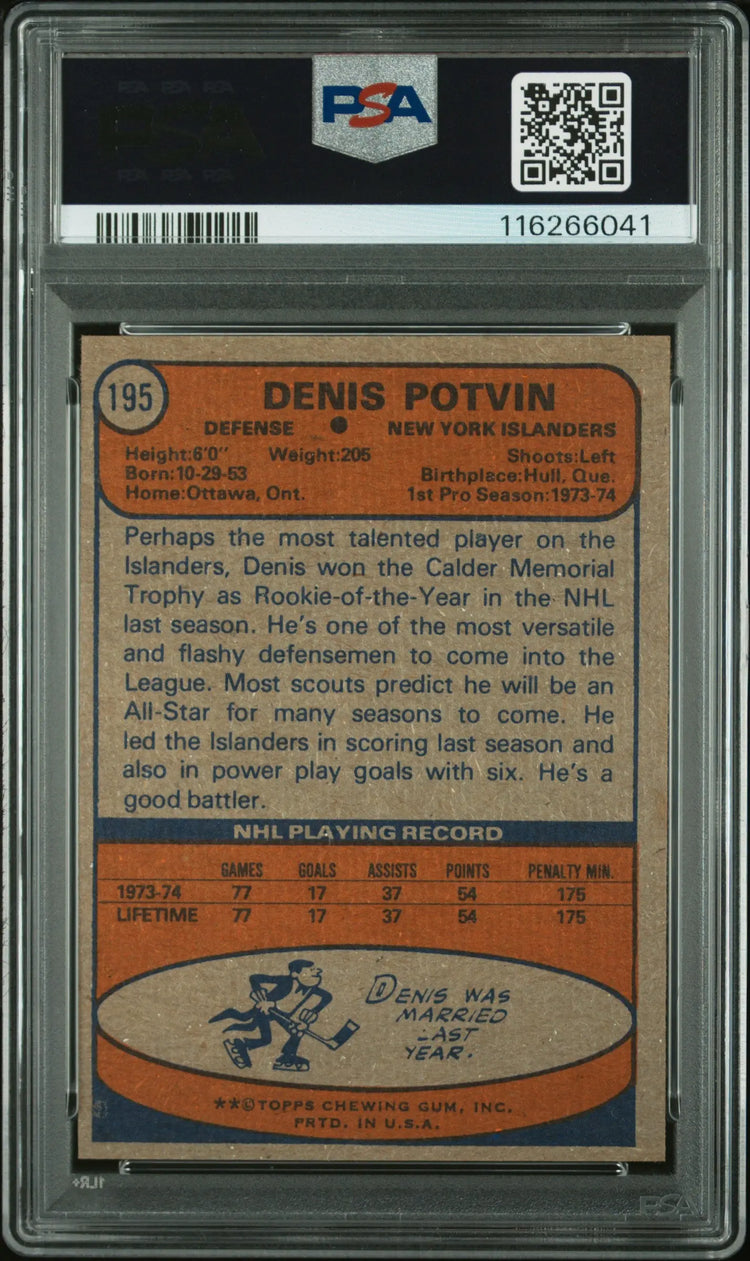 PSA
116266041
195
DENIS POTVIN
DEFENSE ● NEW YORK ISLANDERS
Height:6'0" Weight:205 Shoots:Left
Born:10-29-53 Birthplace:Hull, Que.
Home:Ottawa, Ont. 1st Pro Season:1973-74
Perhaps the most talented player on the
Islanders, Denis won the Calder Memorial
Trophy as Rookie-of-the-Year in the NHL
last season. He's one of the most versatile
and flashy defensemen to come into the
League. Most scouts predict he will be an
All-Star for many seasons to come. He
led the Islanders in scoring last season and
also in power play goals with six. He's a
good battler.
NHL PLAYING RECORD
GAMES GOALS ASSISTS POINTS PENALTY MIN.
1973-74 77 17 37 54 175
LIFETIME 77 17 37 54 175
DENIS WAS
MARRIED
LAST
YEAR.
**©TOPPS CHEWING GUM, INC.
PRTD. IN U.S.A.
PSA